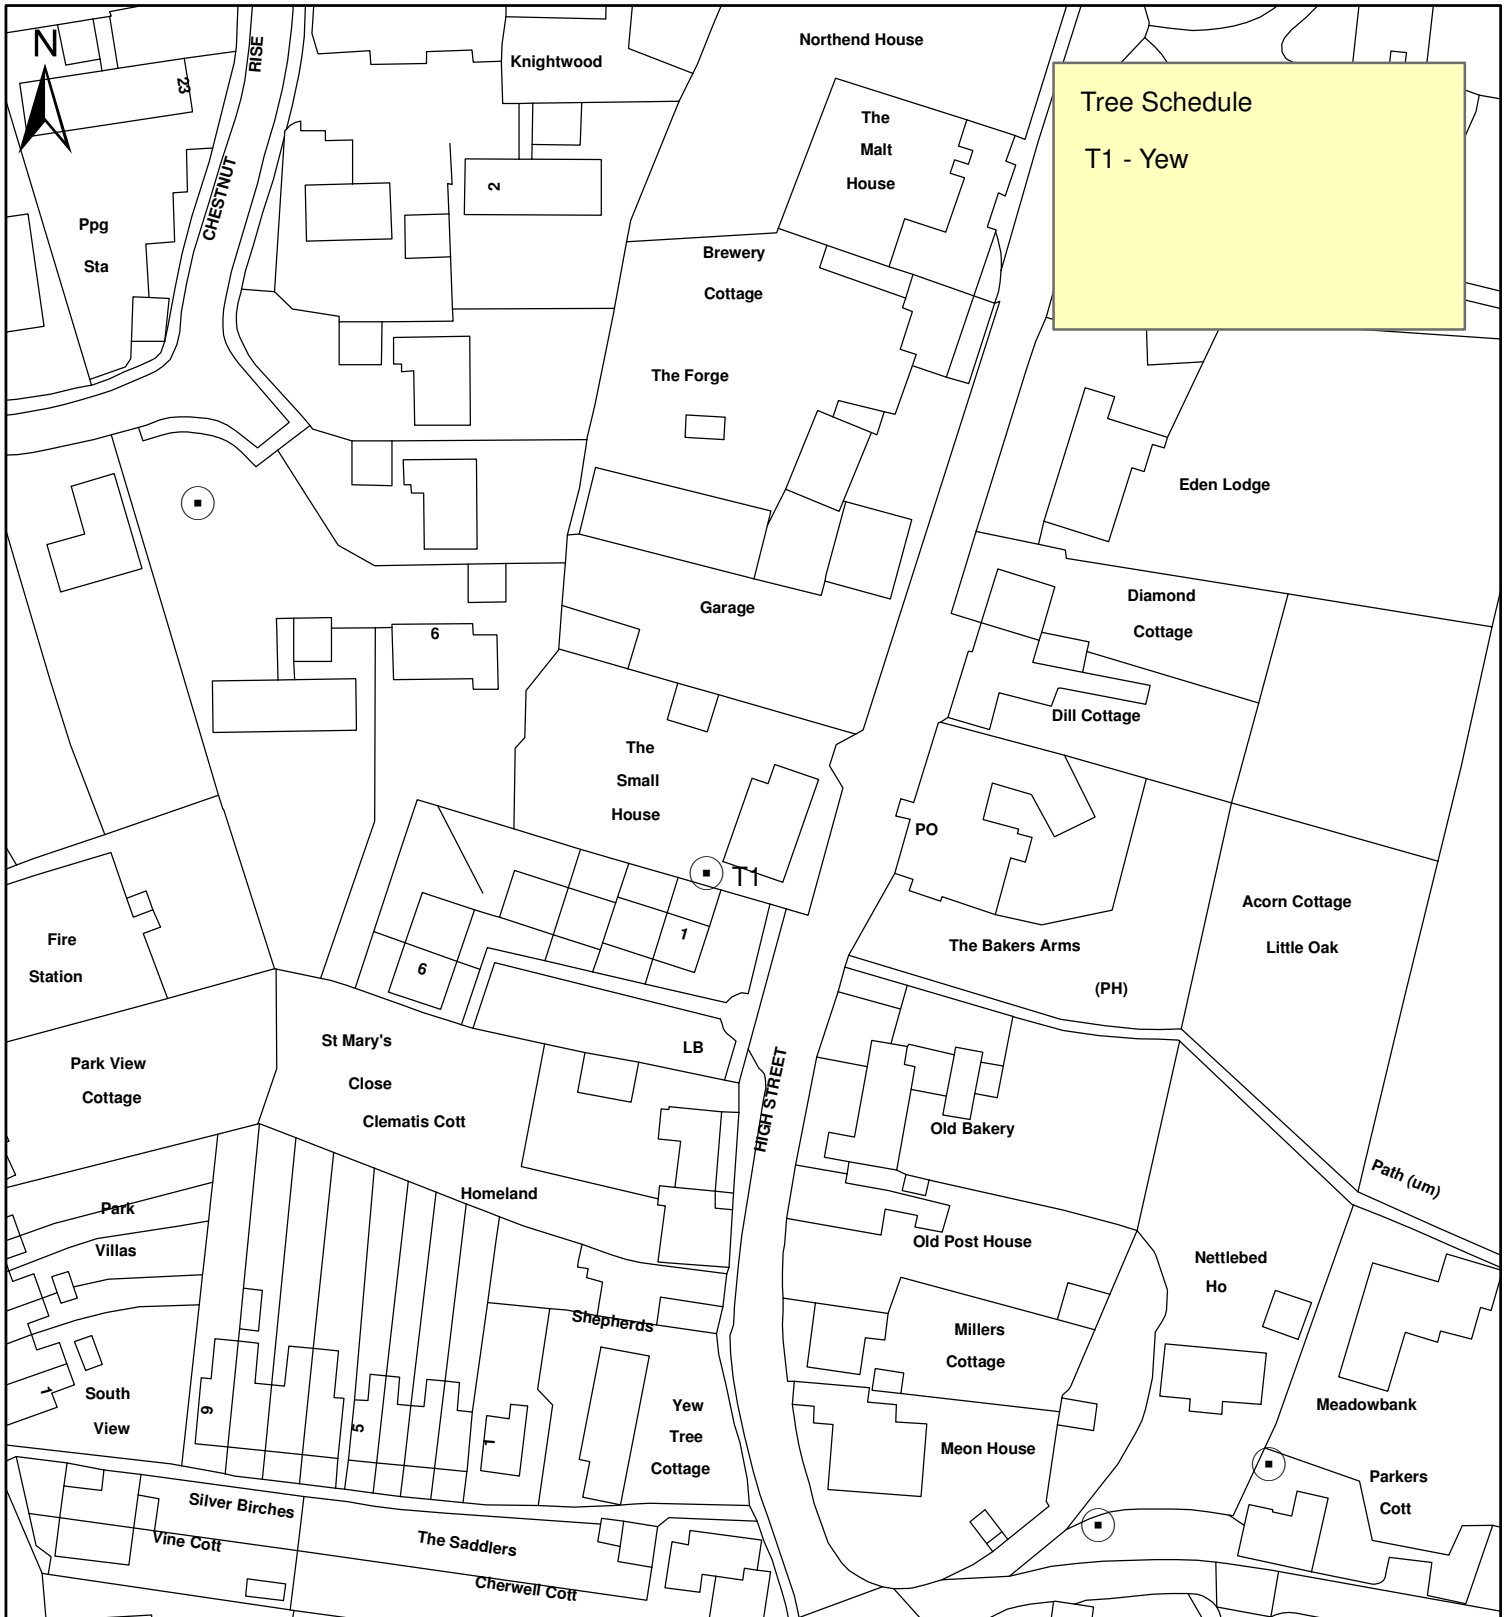 Northend House
N
RISE
Knightwood
23
Tree Schedule
T1 - Yew
The
Malt
House
CHESTNUT
2
Ppg
Sta
Brewery
Cottage
The Forge
Eden Lodge
Garage
Diamond
Cottage
6
Dill Cottage
The
Small
House
PO
T1
Acorn Cottage
Little Oak
1
The Bakers Arms
(PH)
Fire
Station
6
St Mary's
Close
LB
Park View
Cottage
HIGH STREET
Clematis Cott
Old Bakery
Path (um)
Homeland
Park
Villas
Old Post House
Nettlebed
Ho
Shepherds
Millers
Cottage
1
South
View
9
5
1
Yew
Tree
Cottage
Meon House
Meadowbank
Parkers
Cott
Silver Birches
Vine Cott
The Saddlers
Cherwell Cott